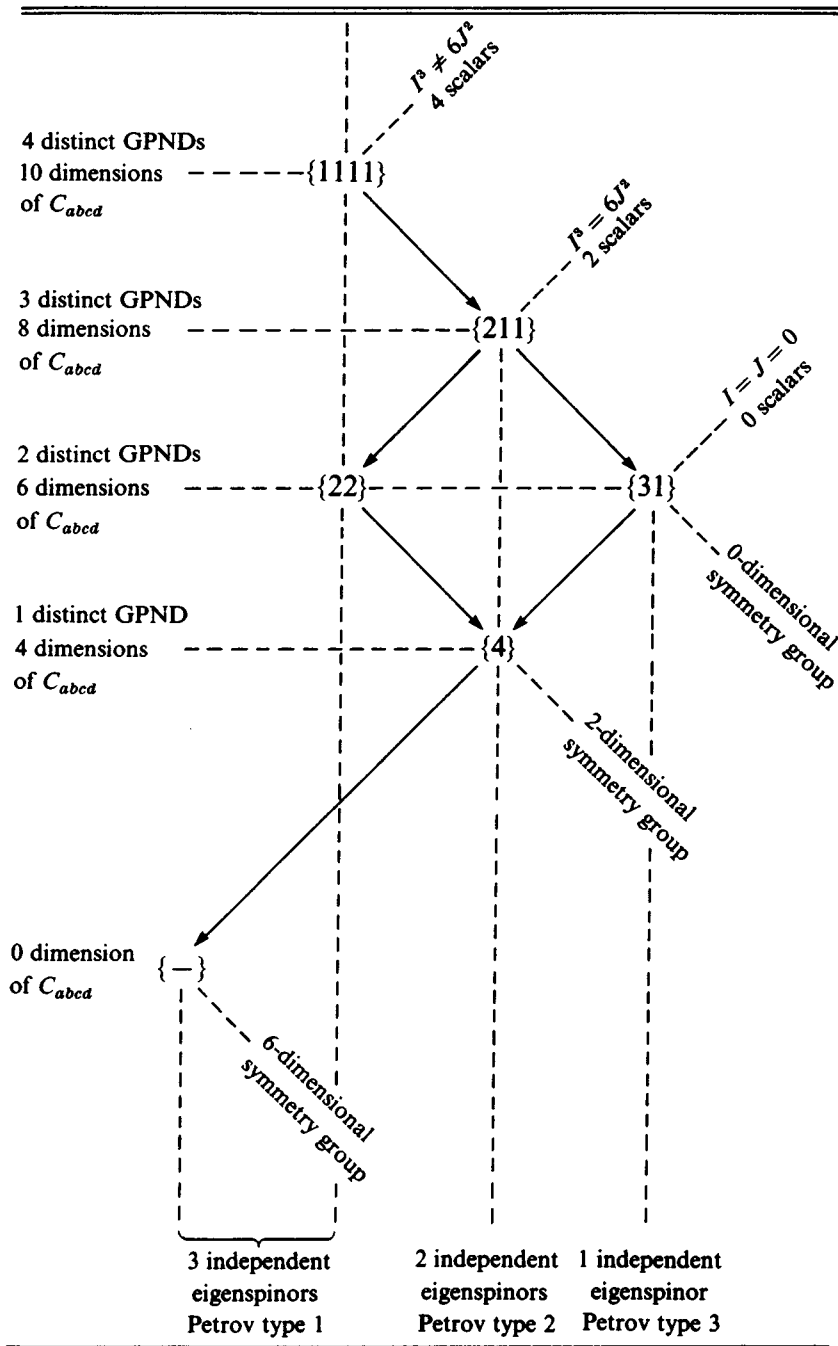 I³ ≠ 6J²
4 scalars
4 distinct GPNDs
10 dimensions
of C_abcd
{1111}
I³ = 6J²
2 scalars
3 distinct GPNDs
8 dimensions
of C_abcd
{211}
I = J = 0
0 scalars
2 distinct GPNDs
6 dimensions
of C_abcd
{22}
{31}
0-dimensional
symmetry group
1 distinct GPND
4 dimensions
of C_abcd
{4}
2-dimensional
symmetry group
0 dimension
of C_abcd
{—}
6-dimensional
symmetry group
3 independent
eigenspinors
Petrov type 1
2 independent
eigenspinors
Petrov type 2
1 independent
eigenspinor
Petrov type 3